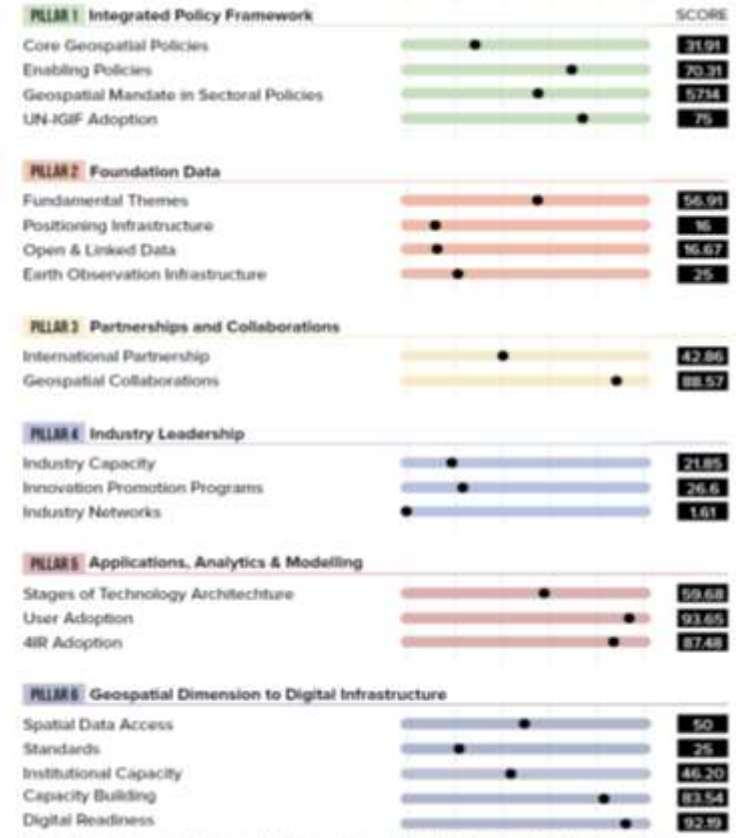 PILLAR 1 Integrated Policy Framework SCORE
Core Geospatial Policies 31.91
Enabling Policies 70.31
Geospatial Mandate in Sectoral Policies 57.14
UN-IGIF Adoption 75
PILLAR 2 Foundation Data
Fundamental Themes 56.91
Positioning Infrastructure 16
Open & Linked Data 16.67
Earth Observation Infrastructure 25
PILLAR 3 Partnerships and Collaborations
International Partnership 42.86
Geospatial Collaborations 88.57
PILLAR 4 Industry Leadership
Industry Capacity 21.85
Innovation Promotion Programs 26.6
Industry Networks 1.61
PILLAR 5 Applications, Analytics & Modelling
Stages of Technology Architechture 59.68
User Adoption 93.65
4IR Adoption 87.48
PILLAR 6 Geospatial Dimension to Digital Infrastructure
Spatial Data Access 50
Standards 25
Institutional Capacity 46.20
Capacity Building 83.54
Digital Readiness 92.19